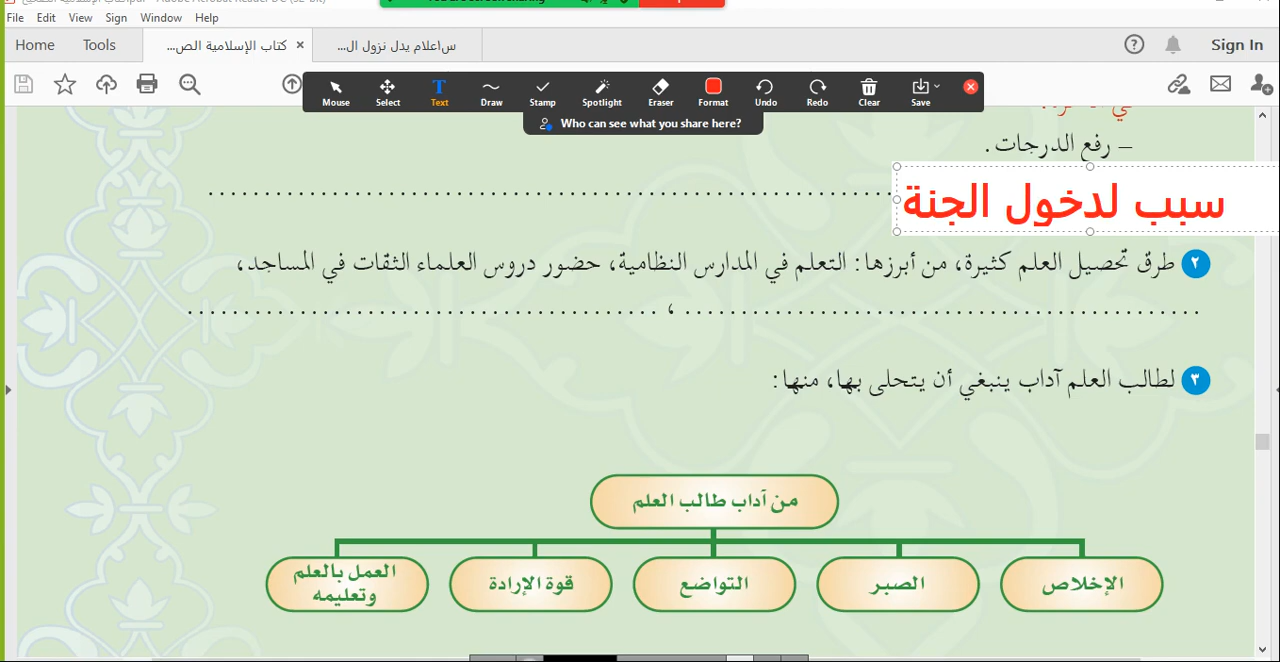 File Edit View Sign Window Help
Home Tools كتاب الإسلامية الص... × س١علام يدل نزول ال... Sign In
Mouse Select Text Draw Stamp Spotlight Eraser Format Undo Redo Clear Save
Who can see what you share here?
– رفع الدرجات .
سبب لدخول الجنة
٢ طرق تحصيل العلم كثيرة، من أبرزها: التعلم في المدارس النظامية، حضور دروس العلماء الثقات في المساجد،
.............................................. ، ..........................................
٣ لطالب العلم آداب ينبغي أن يتحلى بها، منها:
من آداب طالب العلم
الإخلاص الصبر التواضع قوة الإرادة العمل بالعلم وتعليمه